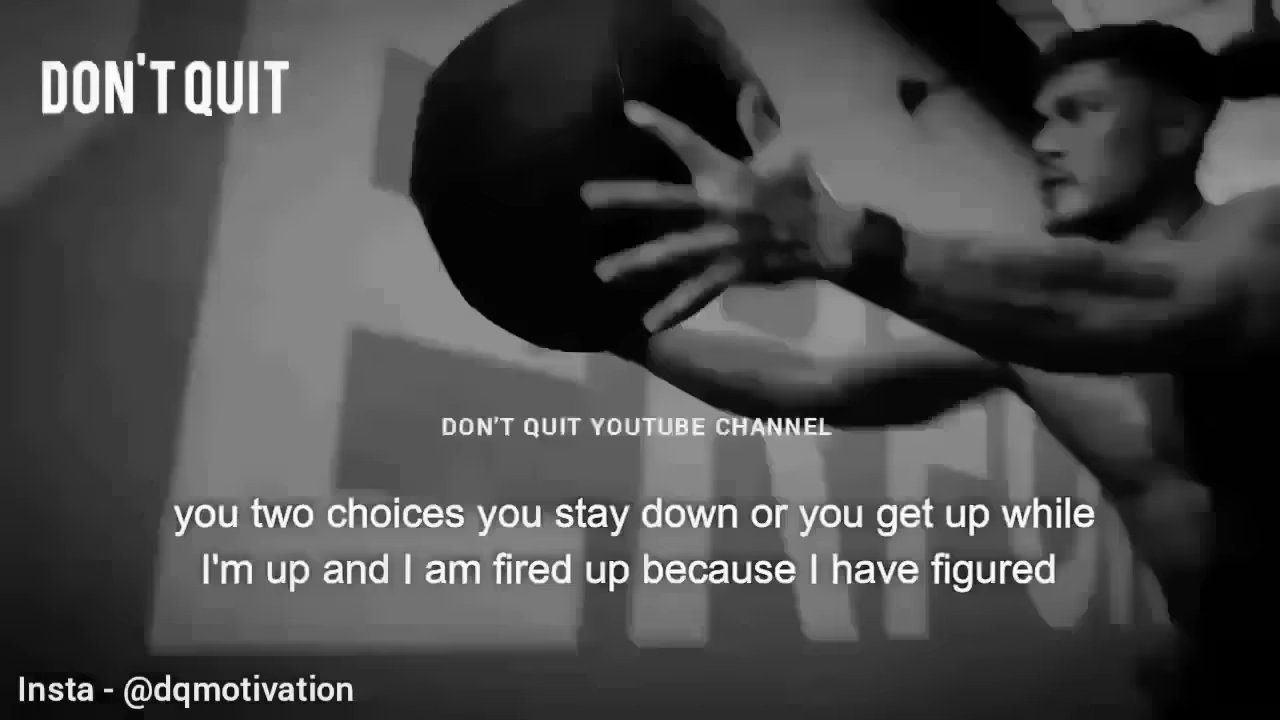 DON'T QUIT
DON'T QUIT YOUTUBE CHANNEL
you two choices you stay down or you get up while
I'm up and I am fired up because I have figured
Insta - @dqmotivation